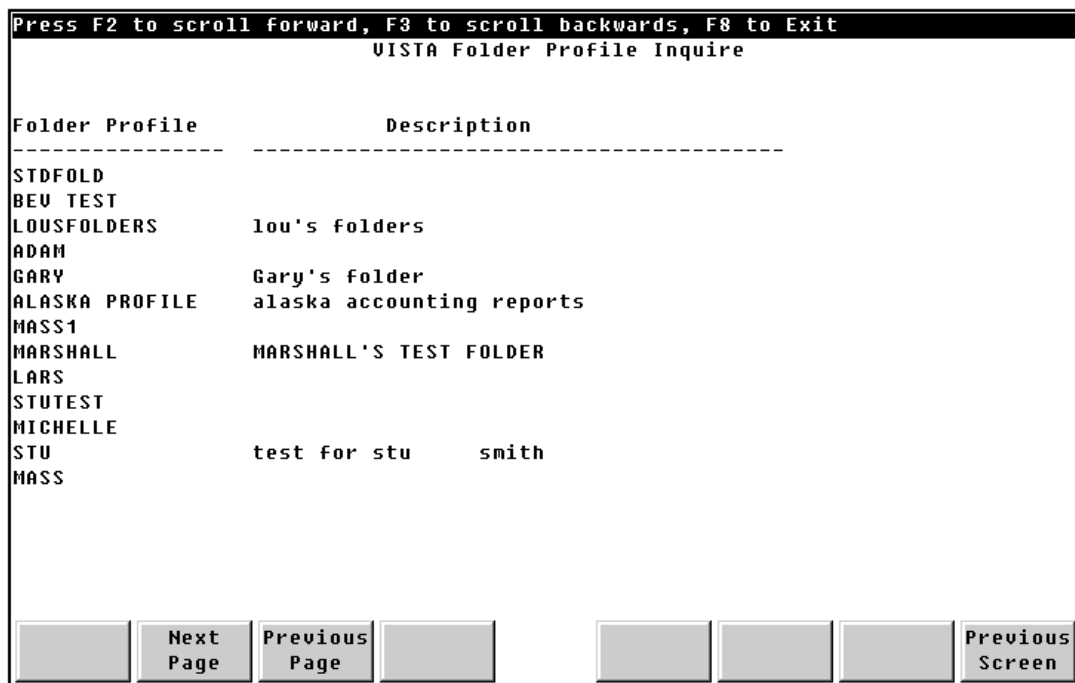 Press F2 to scroll forward, F3 to scroll backwards, F8 to Exit
VISTA Folder Profile Inquire
Folder Profile Description
---------------- ----------------------------------------
STDFOLD
BEV TEST
LOUSFOLDERS lou's folders
ADAM
GARY Gary's folder
ALASKA PROFILE alaska accounting reports
MASS1
MARSHALL MARSHALL'S TEST FOLDER
LARS
STUTEST
MICHELLE
STU test for stu smith
MASS
Next Previous Previous
Page Page Screen